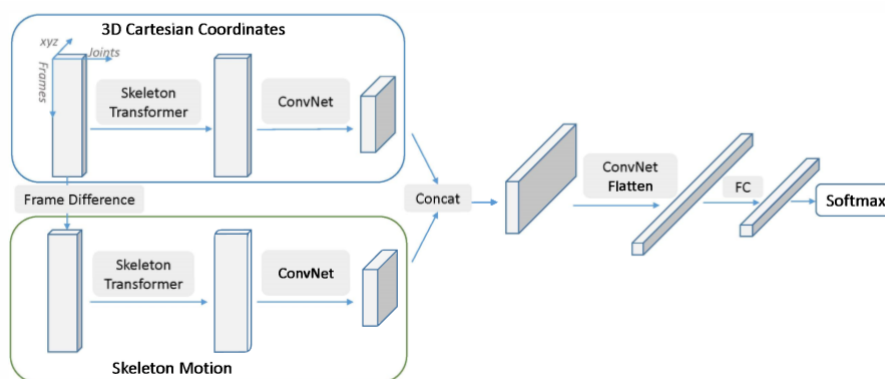 3D Cartesian Coordinates
xyz
Joints
Frames
Skeleton
Transformer
ConvNet
Frame Difference
Skeleton
Transformer
ConvNet
Skeleton Motion
Concat
ConvNet
Flatten
FC
Softmax